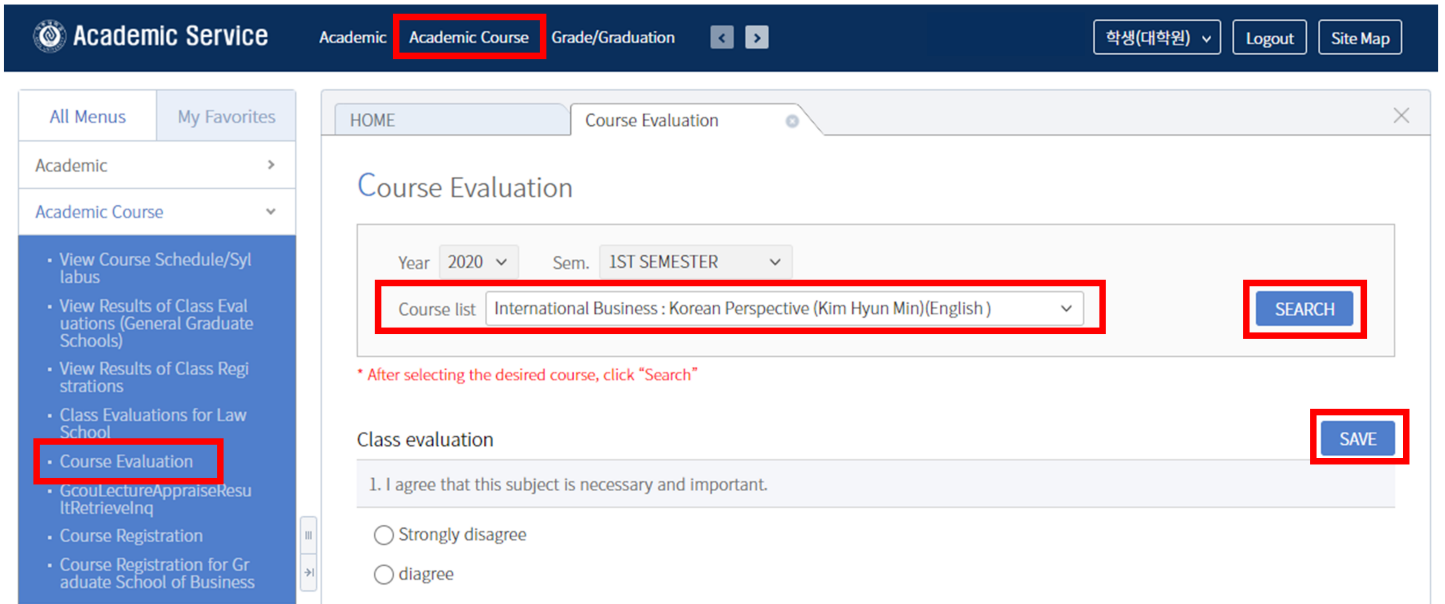 Academic Service
Academic Academic Course Grade/Graduation < >
학생(대학원) Logout Site Map
All Menus My Favorites
Academic
Academic Course
View Course Schedule/Syl
labus
View Results of Class Eval
uations (General Graduate
Schools)
View Results of Class Regi
strations
Class Evaluations for Law
School
Course Evaluation
GcouLectureAppraiseResu
ltRetrieveInq
Course Registration
Course Registration for Gr
aduate School of Business
HOME Course Evaluation
Course Evaluation
Year 2020 Sem. 1ST SEMESTER
Course list International Business : Korean Perspective (Kim Hyun Min)(English )
SEARCH
* After selecting the desired course, click “Search”
Class evaluation SAVE
1. I agree that this subject is necessary and important.
Strongly disagree
diagree